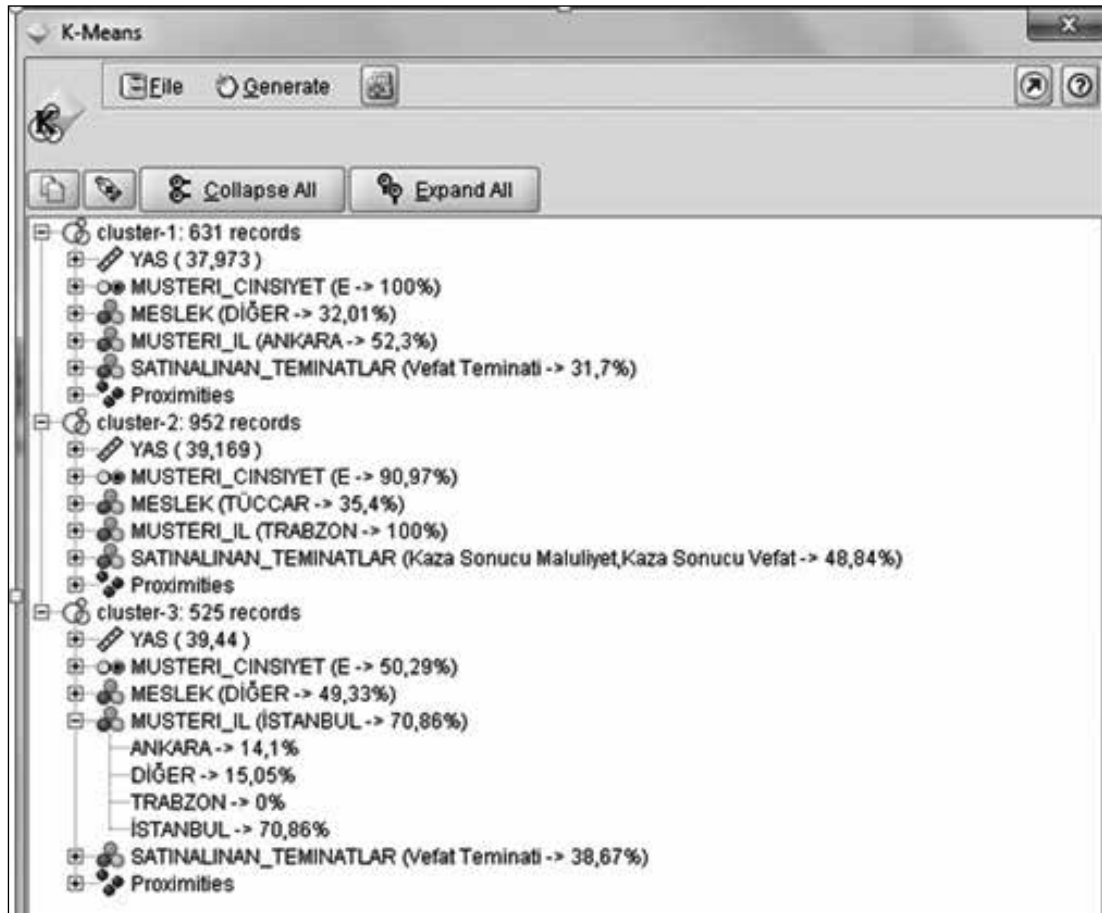 K-Means
X
File Generate
K
Collapse All Expand All
cluster-1: 631 records
YAS ( 37,973 )
MUSTERI_CINSIYET (E -> 100%)
MESLEK (DİĞER -> 32,01%)
MUSTERI_IL (ANKARA -> 52,3%)
SATINALINAN_TEMINATLAR (Vefat Teminati -> 31,7%)
Proximities
cluster-2: 952 records
YAS ( 39,169 )
MUSTERI_CINSIYET (E -> 90,97%)
MESLEK (TÜCCAR -> 35,4%)
MUSTERI_IL (TRABZON -> 100%)
SATINALINAN_TEMINATLAR (Kaza Sonucu Maluliyet,Kaza Sonucu Vefat -> 48,84%)
Proximities
cluster-3: 525 records
YAS ( 39,44 )
MUSTERI_CINSIYET (E -> 50,29%)
MESLEK (DİĞER -> 49,33%)
MUSTERI_IL (İSTANBUL -> 70,86%)
ANKARA -> 14,1%
DİĞER -> 15,05%
TRABZON -> 0%
İSTANBUL -> 70,86%
SATINALINAN_TEMINATLAR (Vefat Teminati -> 38,67%)
Proximities